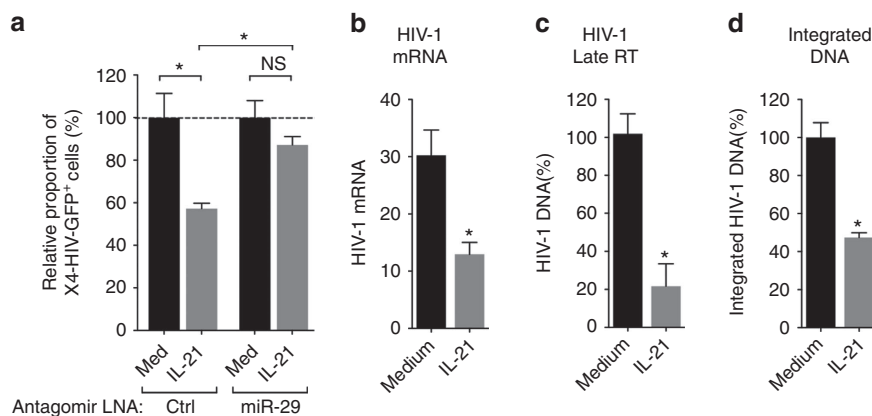 a
Relative proportion of
X4-HIV-GFP+ cells (%)
120
100
80
60
40
20
0
*
*
NS
Med
IL-21
Med
IL-21
Antagomir LNA:
Ctrl
miR-29
b
HIV-1
mRNA
HIV-1 mRNA
40
30
20
10
0
*
Medium
IL-21
c
HIV-1
Late RT
HIV-1 DNA(%)
120
100
80
60
40
20
0
*
Medium
IL-21
d
Integrated
DNA
Integrated HIV-1 DNA(%)
120
100
80
60
40
20
0
*
Medium
IL-21